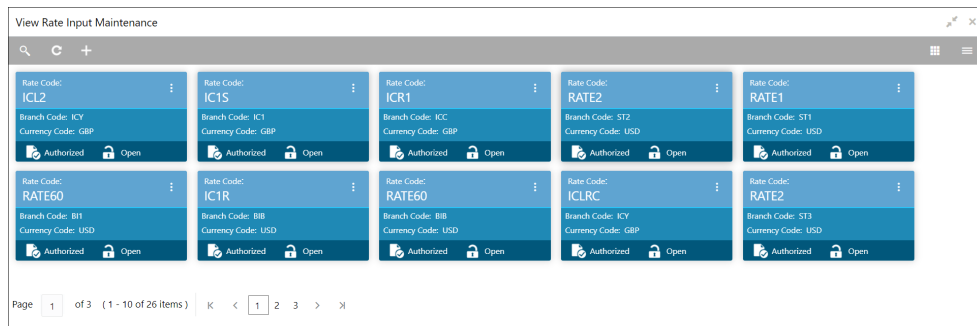 View Rate Input Maintenance
Rate Code:
ICL2
Branch Code: ICY
Currency Code: GBP
Authorized Open
Rate Code:
IC1S
Branch Code: IC1
Currency Code: GBP
Authorized Open
Rate Code:
ICR1
Branch Code: ICC
Currency Code: GBP
Authorized Open
Rate Code:
RATE2
Branch Code: ST2
Currency Code: USD
Authorized Open
Rate Code:
RATE1
Branch Code: ST1
Currency Code: USD
Authorized Open
Rate Code:
RATE60
Branch Code: BI1
Currency Code: USD
Authorized Open
Rate Code:
IC1R
Branch Code: BIB
Currency Code: USD
Authorized Open
Rate Code:
RATE60
Branch Code: BIB
Currency Code: USD
Authorized Open
Rate Code:
ICLRC
Branch Code: ICY
Currency Code: GBP
Authorized Open
Rate Code:
RATE2
Branch Code: ST3
Currency Code: USD
Authorized Open
Page 1 of 3 (1 - 10 of 26 items) 1 2 3